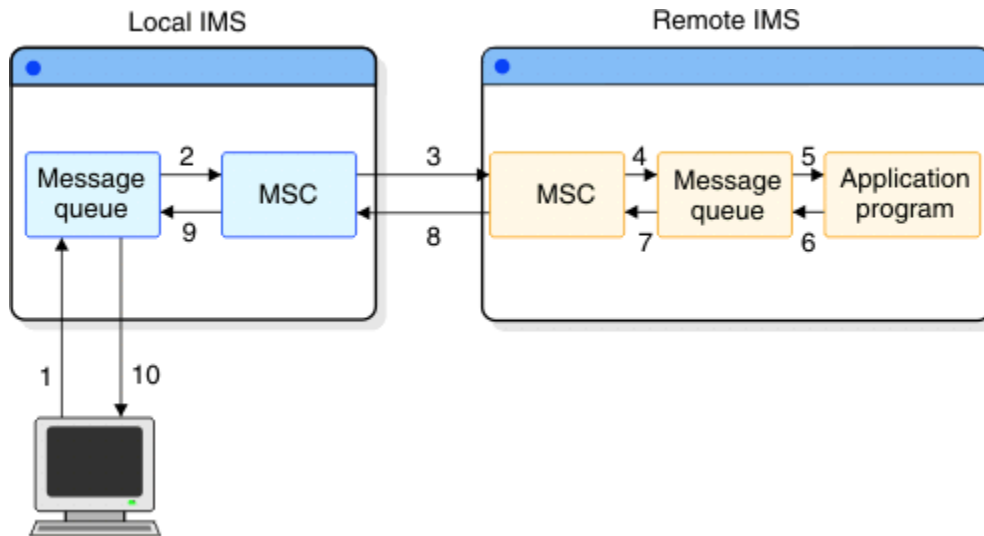 Local IMS
Remote IMS
Message
queue
2
9
MSC
3
8
MSC
4
7
Message
queue
5
6
Application
program
1
10